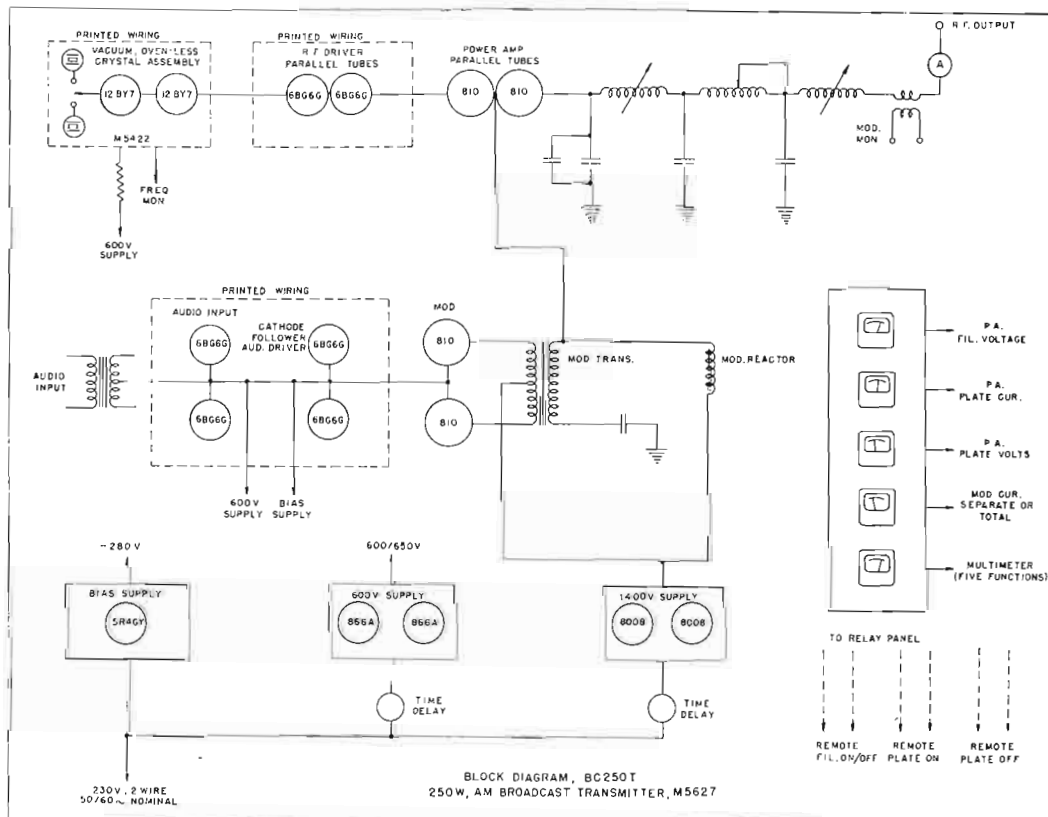 PRINTED WIRING
VACUUM, OVEN-LESS
CRYSTAL ASSEMBLY
12BY7
12BY7
M5422
FREQ
MON
600V
SUPPLY
PRINTED WIRING
R F DRIVER
PARALLEL TUBES
6BG6G
6BG6G
POWER AMP
PARALLEL TUBES
810
810
R.F. OUTPUT
A
MOD.
MON.
PRINTED WIRING
AUDIO INPUT
6BG6G
CATHODE
FOLLOWER
AUD. DRIVER
6BG6G
6BG6G
6BG6G
AUDIO
INPUT
600V
SUPPLY
BIAS
SUPPLY
MOD
810
810
MOD TRANS.
MOD. REACTOR
P.A.
FIL. VOLTAGE
P.A.
PLATE CUR.
P.A.
PLATE VOLTS
MOD CUR.
SEPARATE OR
TOTAL
MULTIMETER
(FIVE FUNCTIONS)
-280V
BIAS SUPPLY
5R4GY
600/650V
600V SUPPLY
866A
866A
1400V SUPPLY
8008
8008
TIME
DELAY
TIME
DELAY
TO RELAY PANEL
REMOTE
FIL. ON/OFF
REMOTE
PLATE ON
REMOTE
PLATE OFF
230V, 2 WIRE
50/60~ NOMINAL
BLOCK DIAGRAM, BC250T
250W, AM BROADCAST TRANSMITTER, M5627